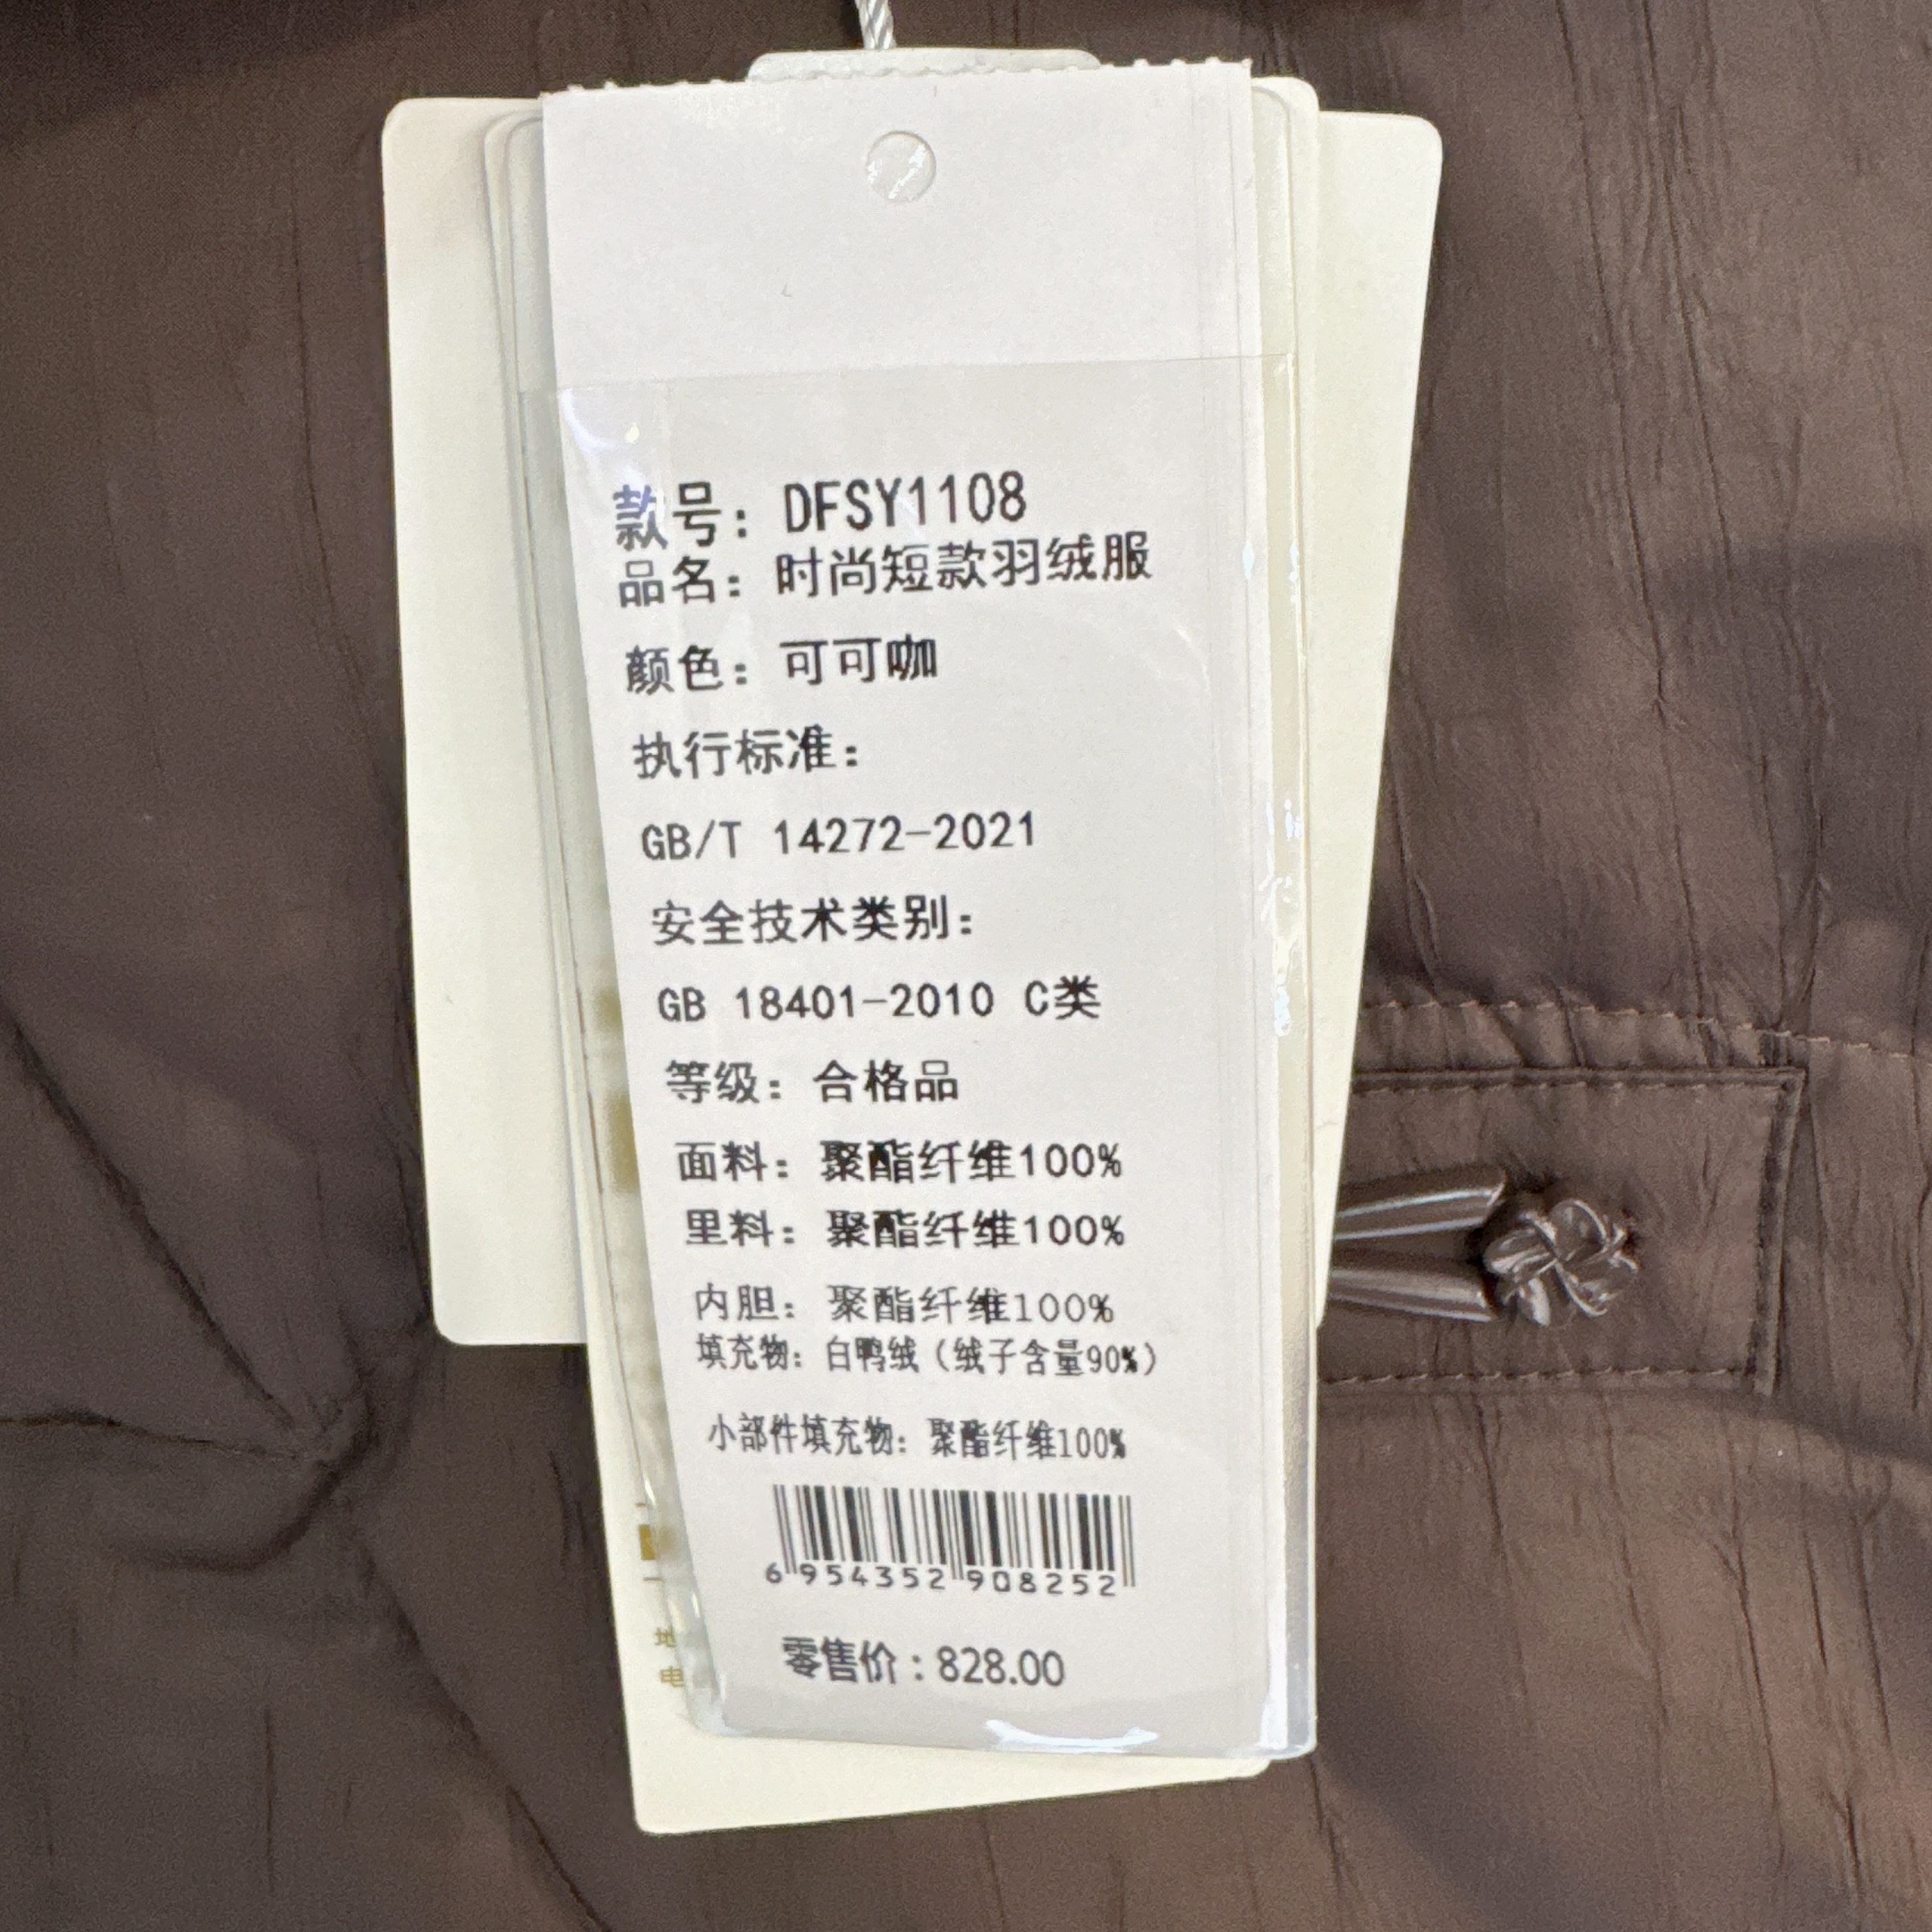 款号：DFSY1108
品名：时尚短款羽绒服
颜色：可可咖
执行标准：
GB/T 14272-2021
安全技术类别：
GB 18401-2010 C类
等级：合格品
面料：聚酯纤维100%
里料：聚酯纤维100%
内胆：聚酯纤维100%
填充物：白鸭绒（绒子含量90%）
小部件填充物：聚酯纤维100%
6 954352 908252
零售价：828.00
地
电